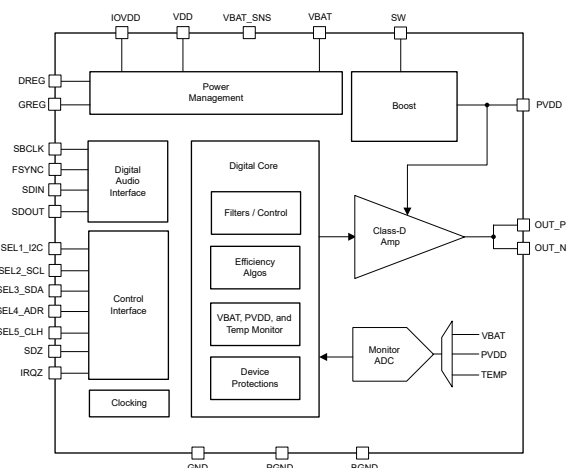 IOVDD
VDD
VBAT_SNS
VBAT
SW
DREG
GREG
Power
Management
Boost
PVDD
SBCLK
FSYNC
SDIN
SDOUT
Digital
Audio
Interface
Digital Core
Filters / Control
Efficiency
Algos
VBAT, PVDD, and
Temp Monitor
Device
Protections
Class-D
Amp
OUT_P
OUT_N
SEL1_I2C
SEL2_SCL
SEL3_SDA
SEL4_ADR
SEL5_CLH
SDZ
IRQZ
Control
Interface
Clocking
Monitor
ADC
VBAT
PVDD
TEMP
GND
PGND
BGND